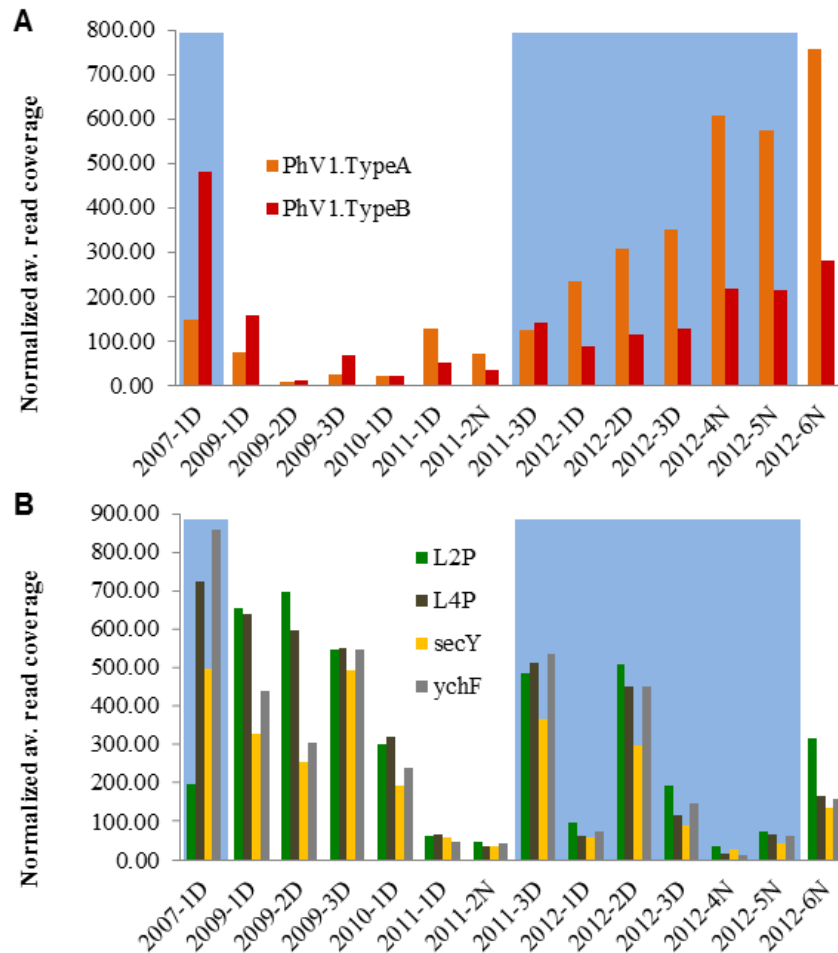 A
Normalized av. read coverage
800.00
700.00
600.00
500.00
400.00
300.00
200.00
100.00
0.00
PhV1.TypeA
PhV1.TypeB
2007-1D
2009-1D
2009-2D
2009-3D
2010-1D
2011-1D
2011-2N
2011-3D
2012-1D
2012-2D
2012-3D
2012-4N
2012-5N
2012-6N
B
Normalized av. read coverage
900.00
800.00
700.00
600.00
500.00
400.00
300.00
200.00
100.00
0.00
L2P
L4P
secY
ychF
2007-1D
2009-1D
2009-2D
2009-3D
2010-1D
2011-1D
2011-2N
2011-3D
2012-1D
2012-2D
2012-3D
2012-4N
2012-5N
2012-6N